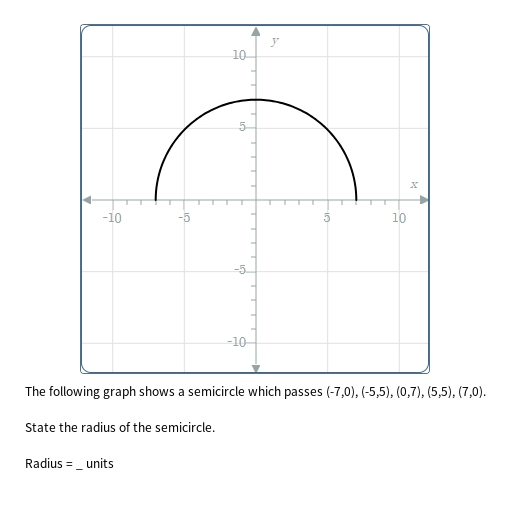 y
10
5
x
-10 -5 5 10
-5
-10
The following graph shows a semicircle which passes (-7,0), (-5,5), (0,7), (5,5), (7,0).
State the radius of the semicircle.
Radius = _ units